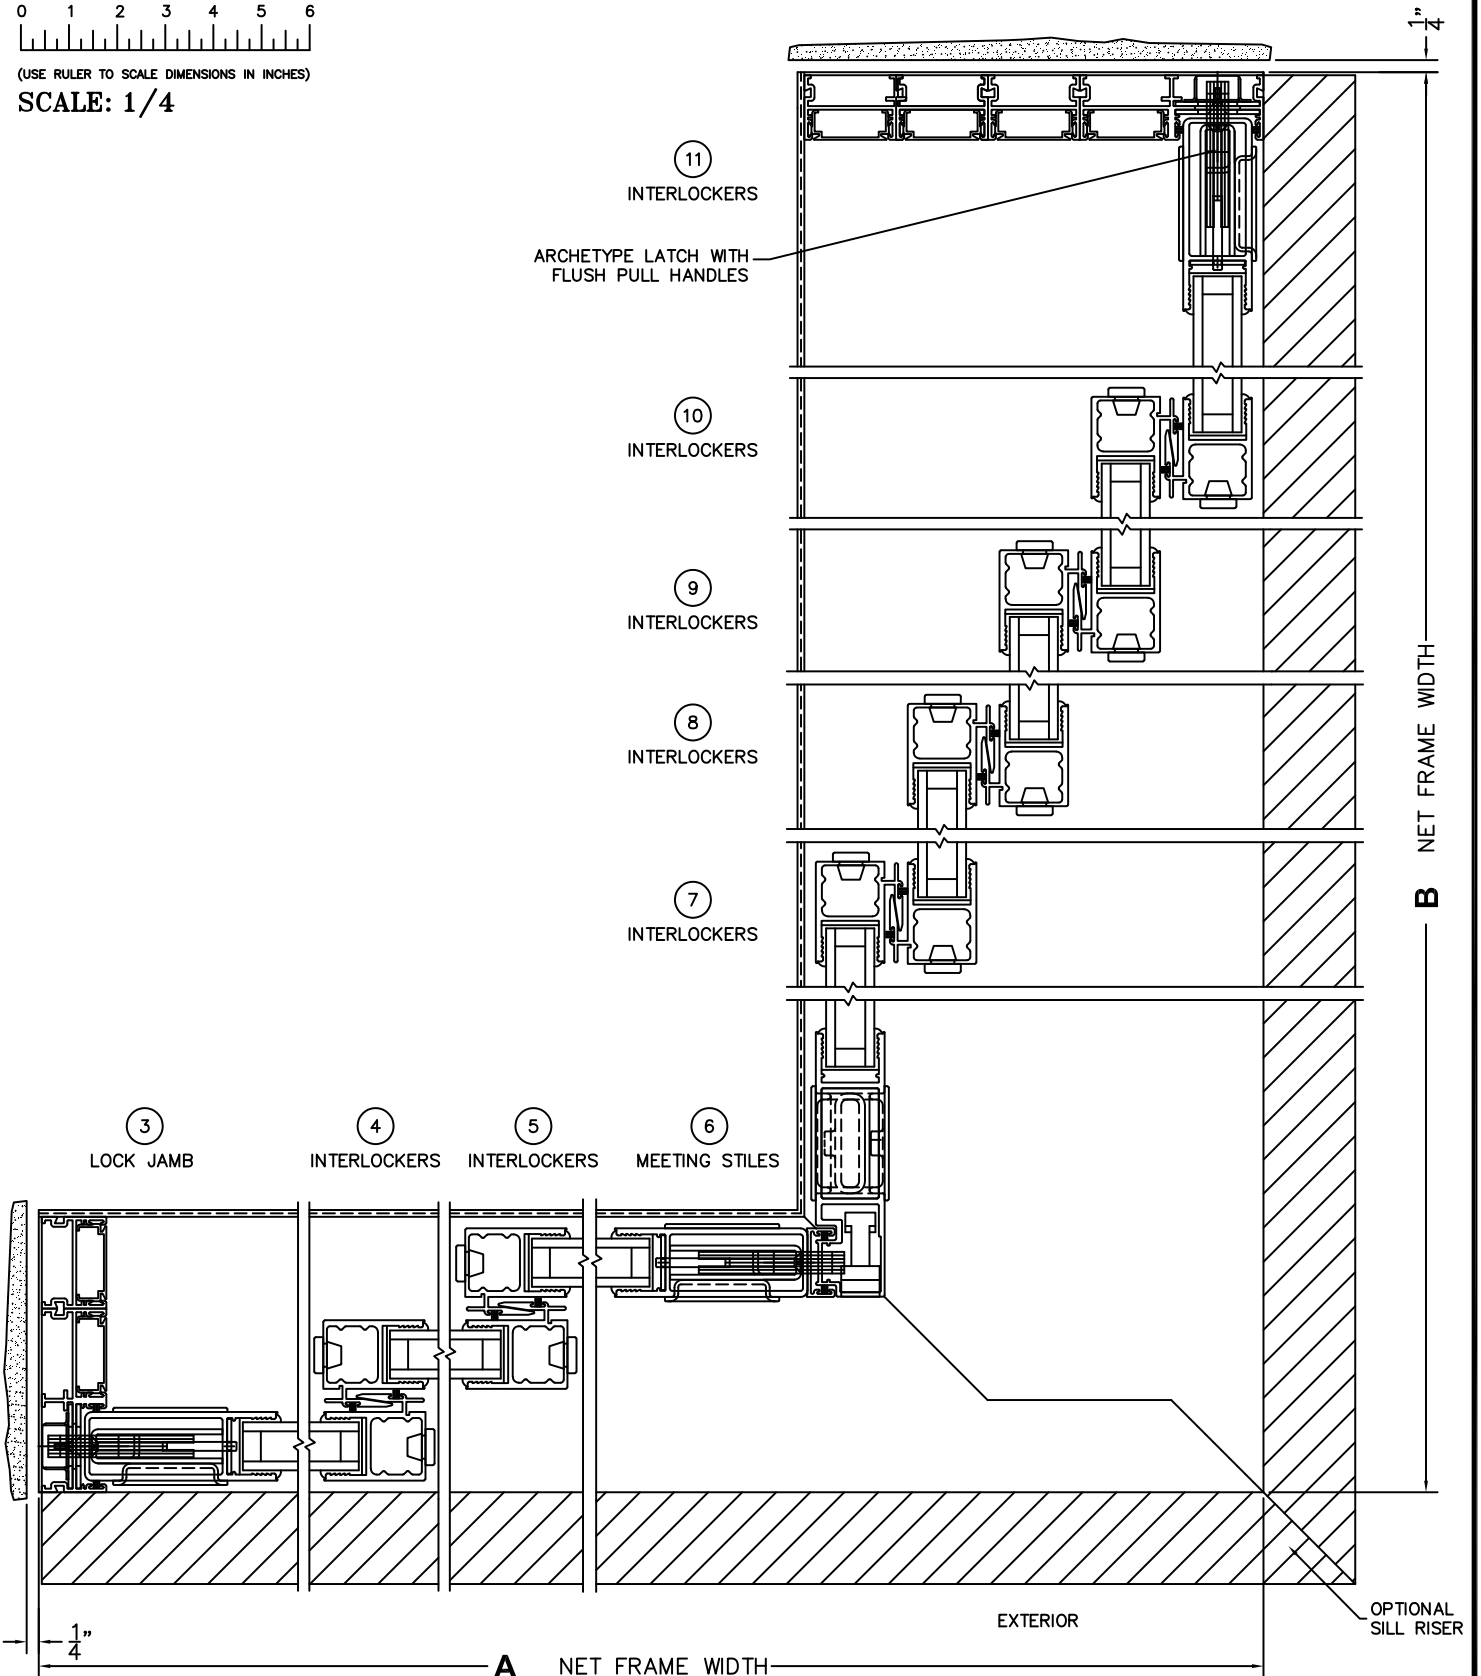 0 1 2 3 4 5 6
(USE RULER TO SCALE DIMENSIONS IN INCHES)
SCALE: 1/4
1/4"
11
INTERLOCKERS
ARCHETYPE LATCH WITH
FLUSH PULL HANDLES
10
INTERLOCKERS
9
INTERLOCKERS
8
INTERLOCKERS
7
INTERLOCKERS
B NET FRAME WIDTH
3
LOCK JAMB
4
INTERLOCKERS
5
INTERLOCKERS
6
MEETING STILES
EXTERIOR
OPTIONAL
SILL RISER
1/4"
A NET FRAME WIDTH